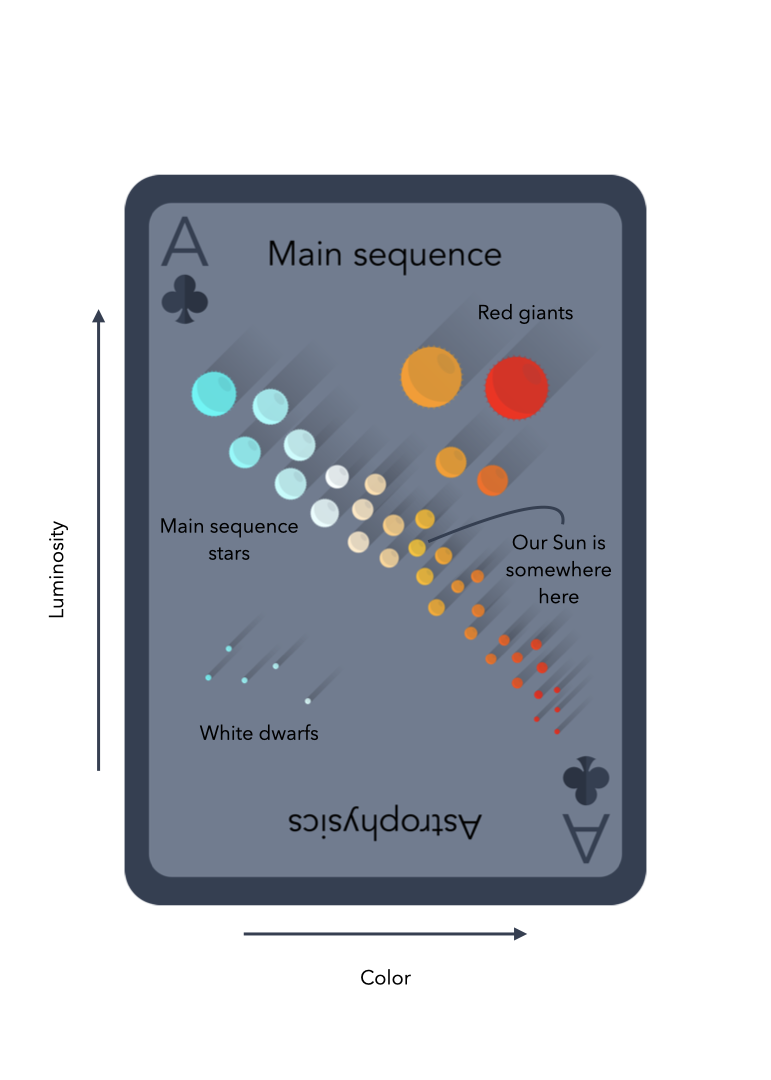 A
Main sequence
Red giants
Main sequence
stars
Our Sun is
somewhere
here
Luminosity
White dwarfs
Astrophysics
A
Color